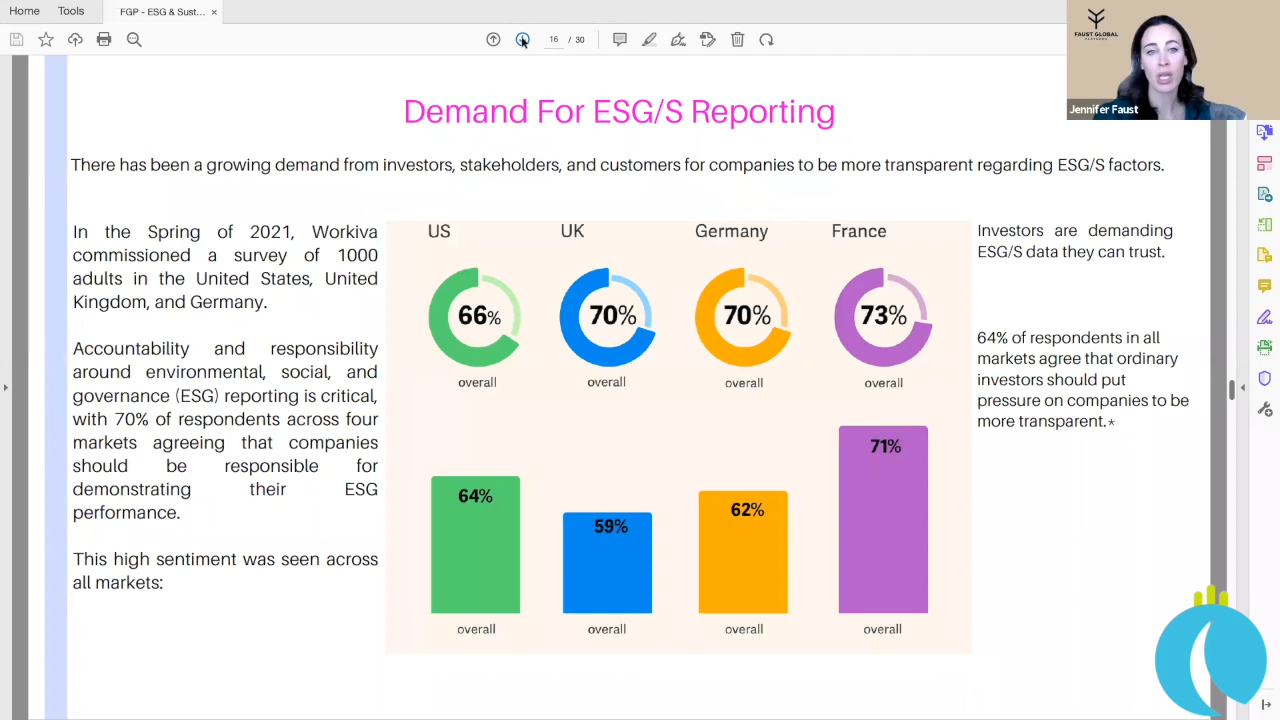 Home
Tools
FGP - ESG & Sust...
×
16 / 30
FAUST GLOBAL
PARTNERS
Jennifer Faust
Demand For ESG/S Reporting
There has been a growing demand from investors, stakeholders, and customers for companies to be more transparent regarding ESG/S factors.
In the Spring of 2021, Workiva
commissioned a survey of 1000
adults in the United States, United
Kingdom, and Germany.
Accountability and responsibility
around environmental, social, and
governance (ESG) reporting is critical,
with 70% of respondents across four
markets agreeing that companies
should be responsible for
demonstrating their ESG
performance.
This high sentiment was seen across
all markets:
US
UK
Germany
France
66%
70%
70%
73%
overall
overall
overall
overall
64%
59%
62%
71%
overall
overall
overall
overall
Investors are demanding
ESG/S data they can trust.
64% of respondents in all
markets agree that ordinary
investors should put
pressure on companies to be
more transparent.*